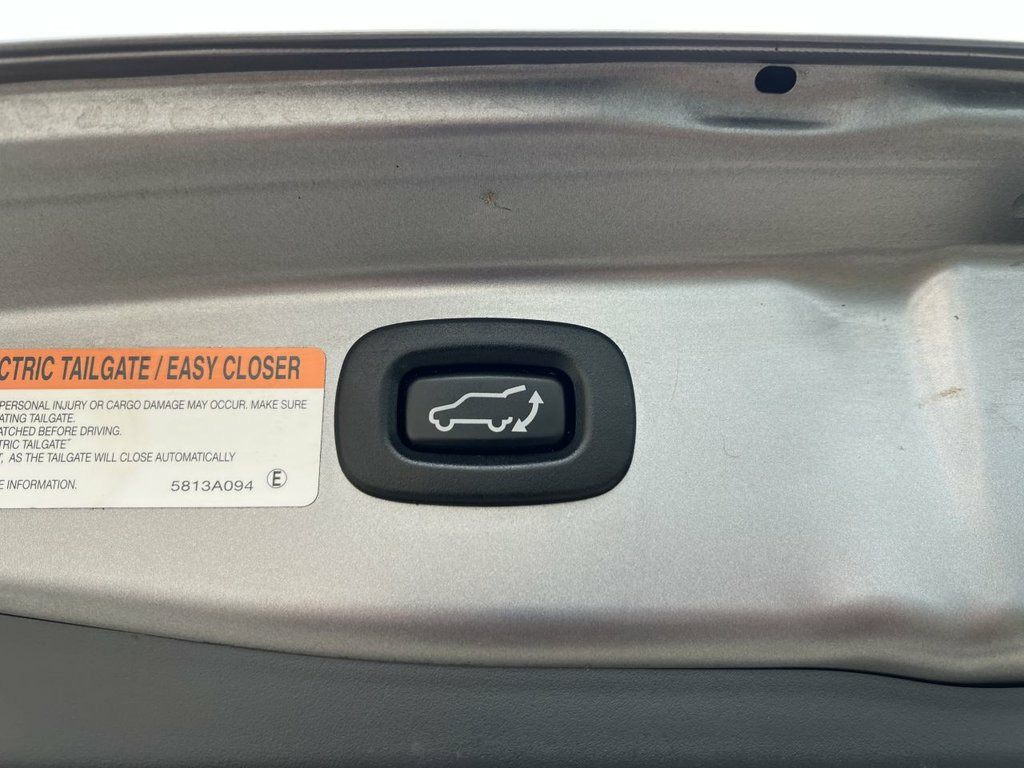 CTRIC TAILGATE / EASY CLOSER
PERSONAL INJURY OR CARGO DAMAGE MAY OCCUR. MAKE SURE
ATING TAILGATE.
ATCHED BEFORE DRIVING.
TRIC TAILGATE"
, AS THE TAILGATE WILL CLOSE AUTOMATICALLY
E INFORMATION.
5813A094 E